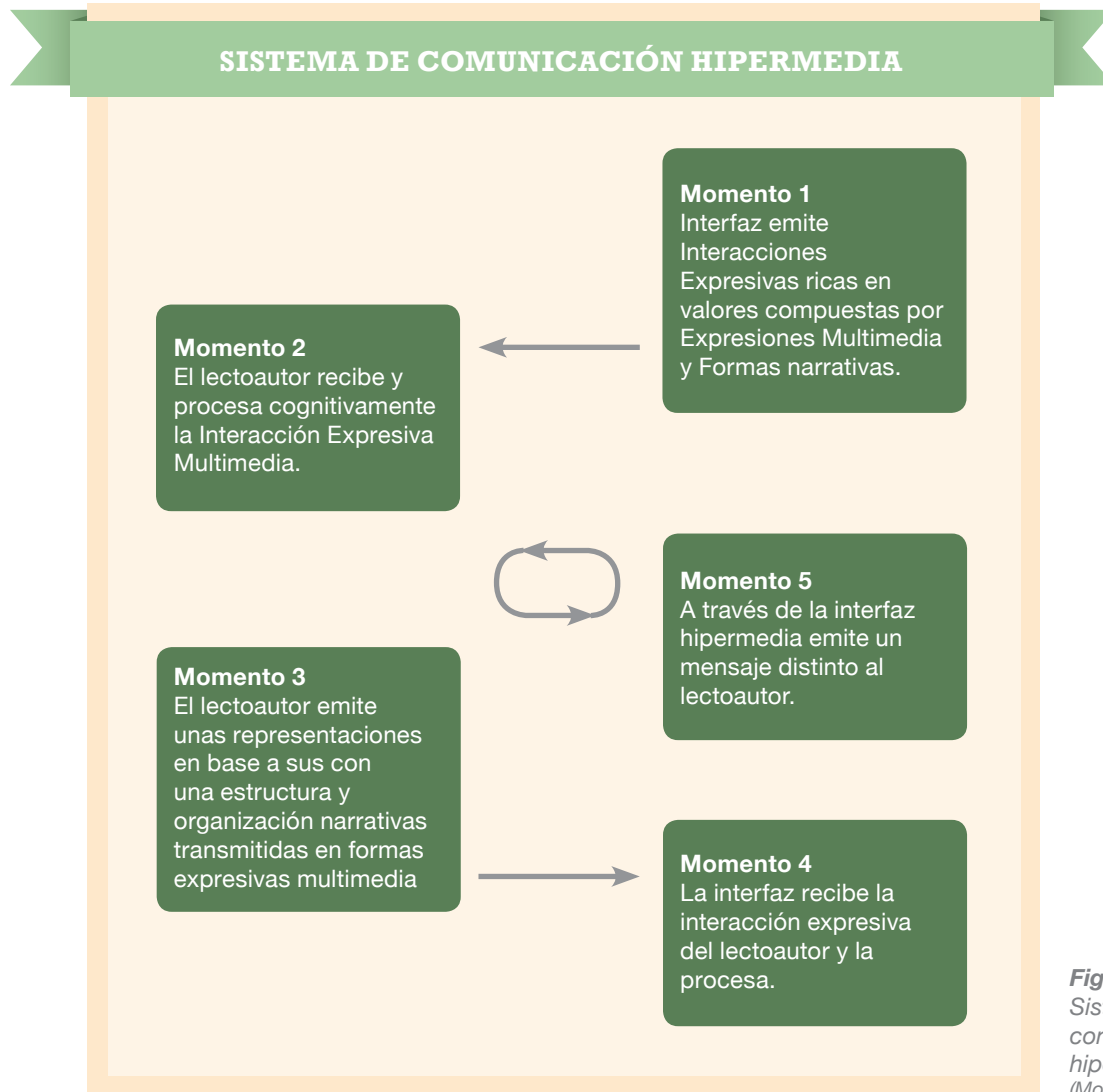 SISTEMA DE COMUNICACIÓN HIPERMEDIA
Momento 1
Interfaz emite
Interacciones
Expresivas ricas en
valores compuestas por
Expresiones Multimedia
y Formas narrativas.
Momento 2
El lectoautor recibe y
procesa cognitivamente
la Interacción Expresiva
Multimedia.
Momento 5
A través de la interfaz
hipermedia emite un
mensaje distinto al
lectoautor.
Momento 3
El lectoautor emite
unas representaciones
en base a sus con
una estructura y
organización narrativas
transmitidas en formas
expresivas multimedia
Momento 4
La interfaz recibe la
interacción expresiva
del lectoautor y la
procesa.
Fig
Sis